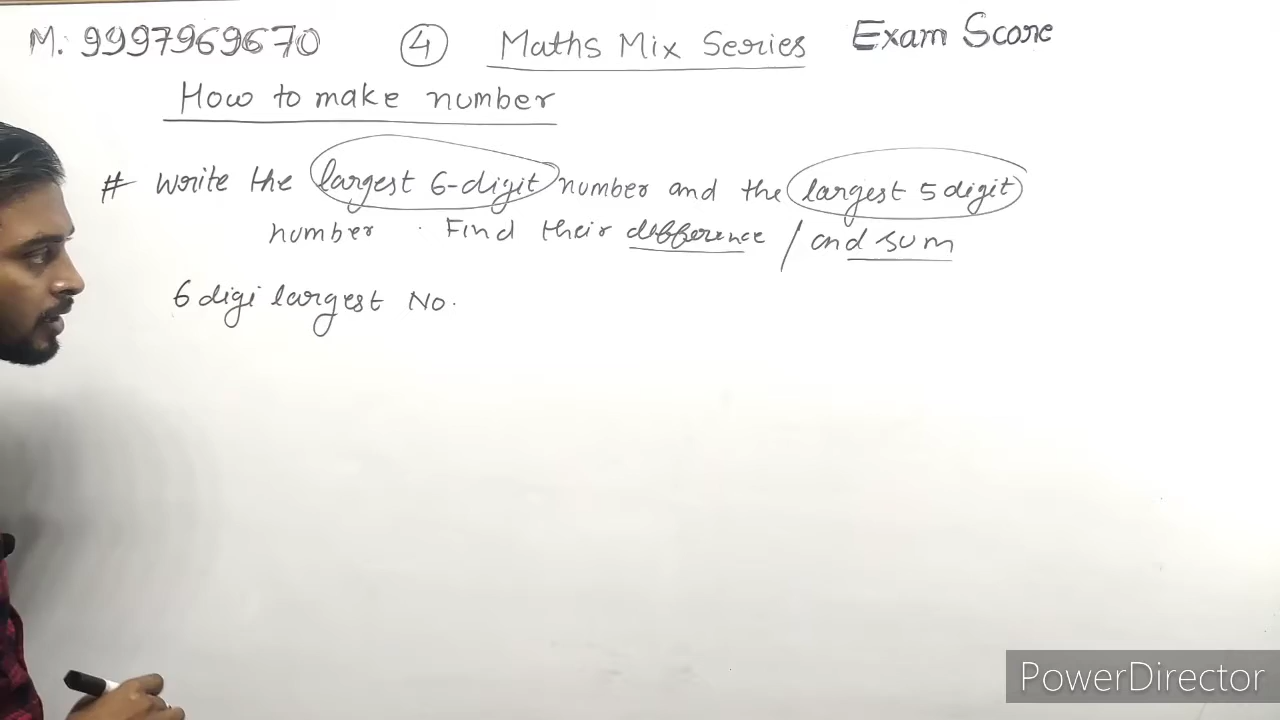 M. 9997969670 4 Maths Mix Series Exam Score
How to make number
# Write the largest 6-digit number and the largest 5 digit
number. Find their difference / and sum
6 digi largest No.
PowerDirector